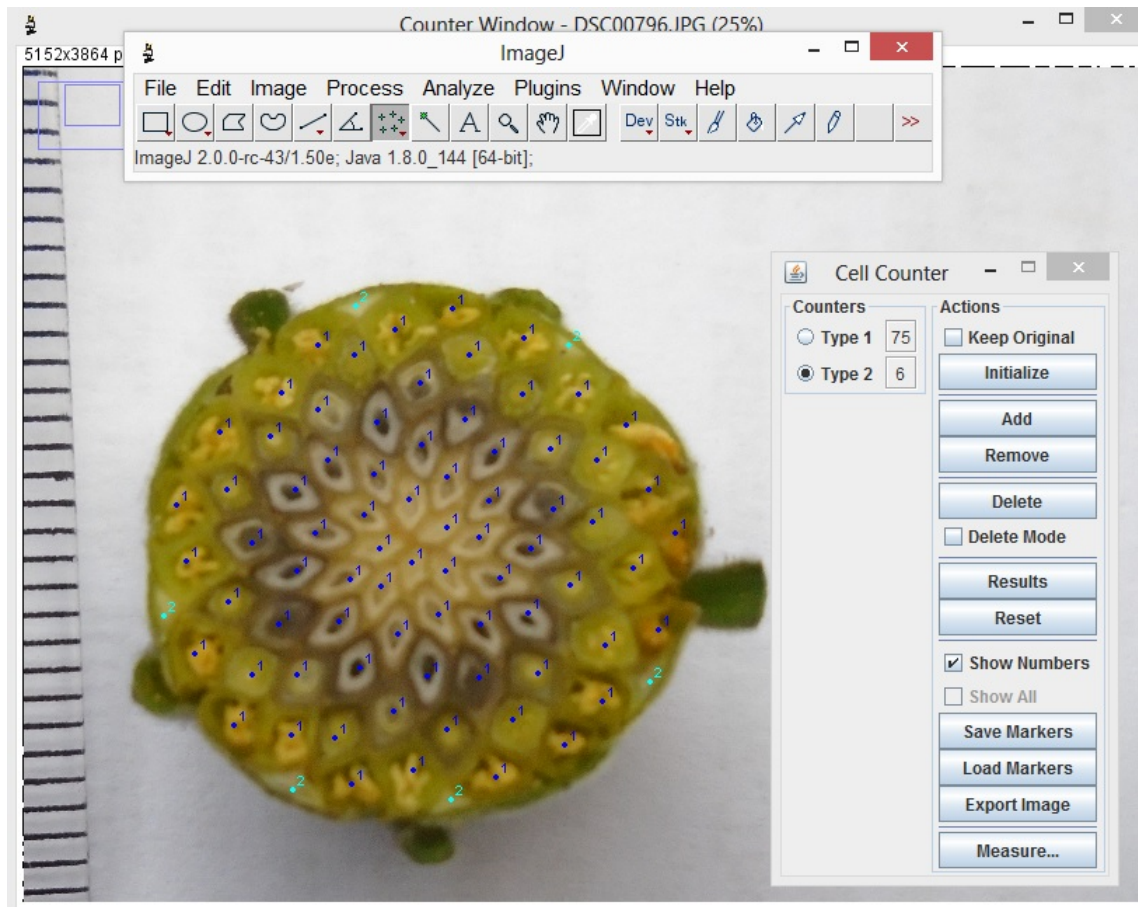 Counter Window - DSC00796.JPG (25%)
5152x3864 p
ImageJ
File Edit Image Process Analyze Plugins Window Help
A Dev Stk >>
ImageJ 2.0.0-rc-43/1.50e; Java 1.8.0_144 [64-bit];
Cell Counter
Counters
Type 1 75
Type 2 6
Actions
Keep Original
Initialize
Add
Remove
Delete
Delete Mode
Results
Reset
Show Numbers
Show All
Save Markers
Load Markers
Export Image
Measure...